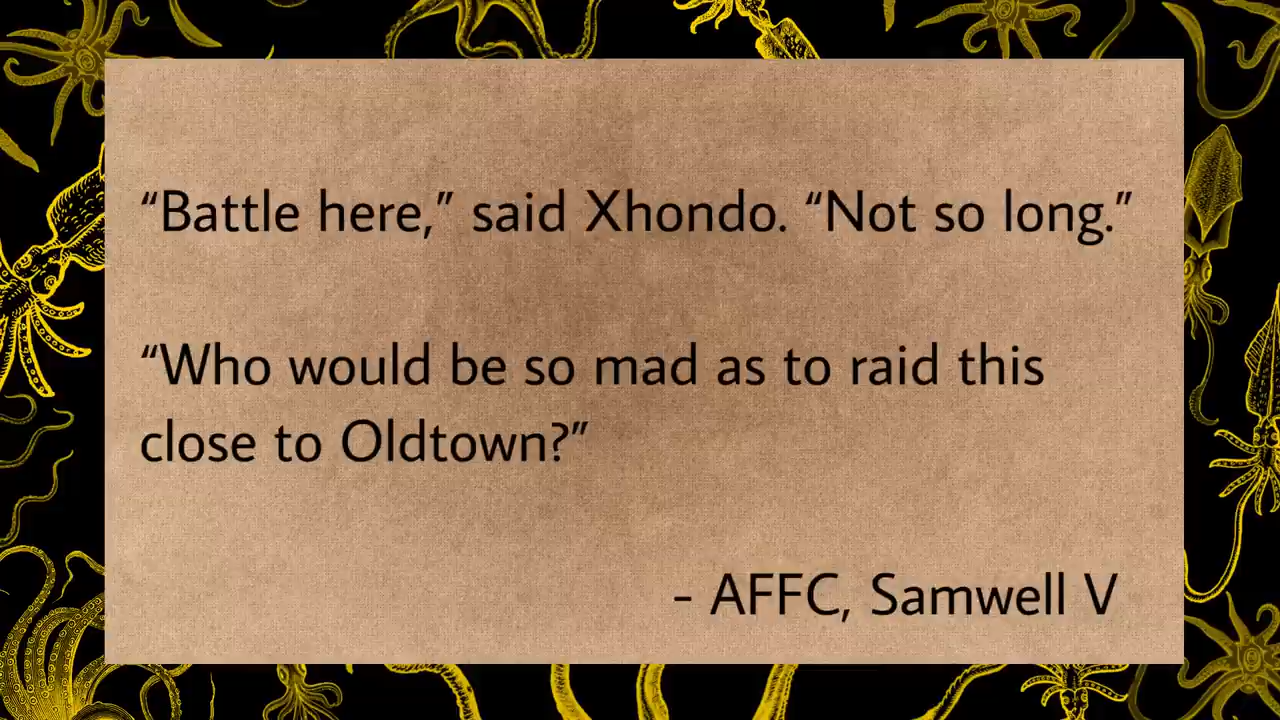 “Battle here,” said Xhondo. “Not so long.”
“Who would be so mad as to raid this
close to Oldtown?”
- AFFC, Samwell V